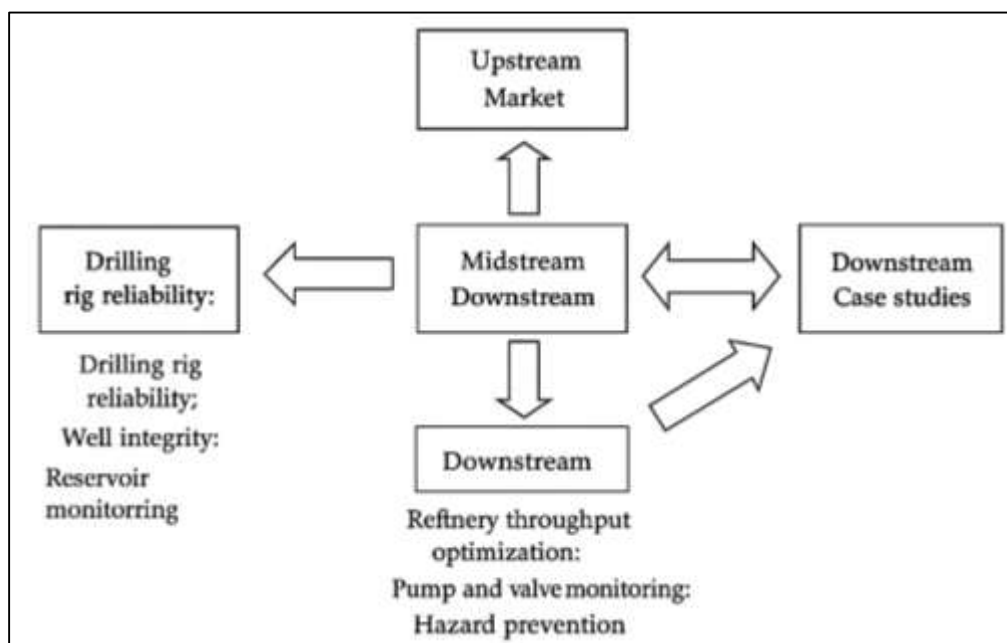 Upstream
Market
Drilling
rig reliability:
Midstream
Downstream
Downstream
Case studies
Drilling rig
reliability;
Well integrity:
Reservoir
monitorring
Downstream
Refinery throughput
optimization:
Pump and valve monitoring:
Hazard prevention